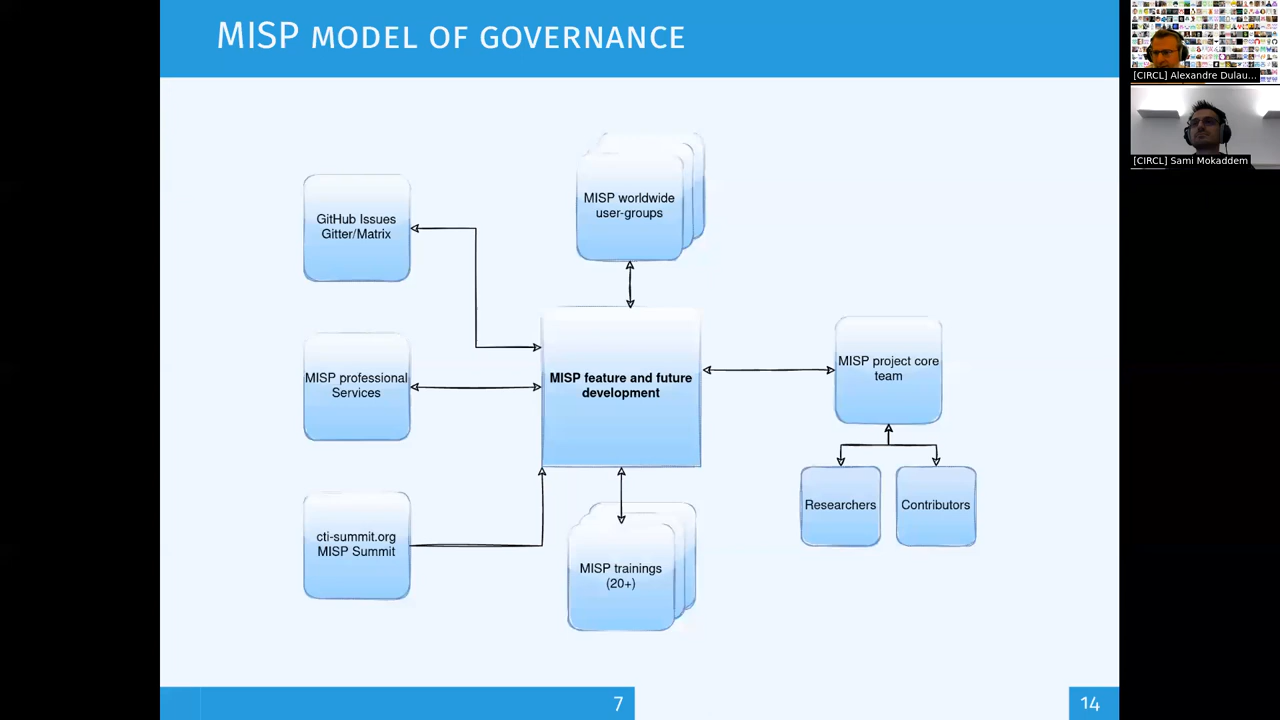 MISP MODEL OF GOVERNANCE
[CIRCL] Alexandre Dulau...
[CIRCL] Sami Mokaddem
MISP worldwide
user-groups
GitHub Issues
Gitter/Matrix
MISP project core
team
MISP professional
Services
MISP feature and future
development
Researchers
Contributors
cti-summit.org
MISP Summit
MISP trainings
(20+)
7
14